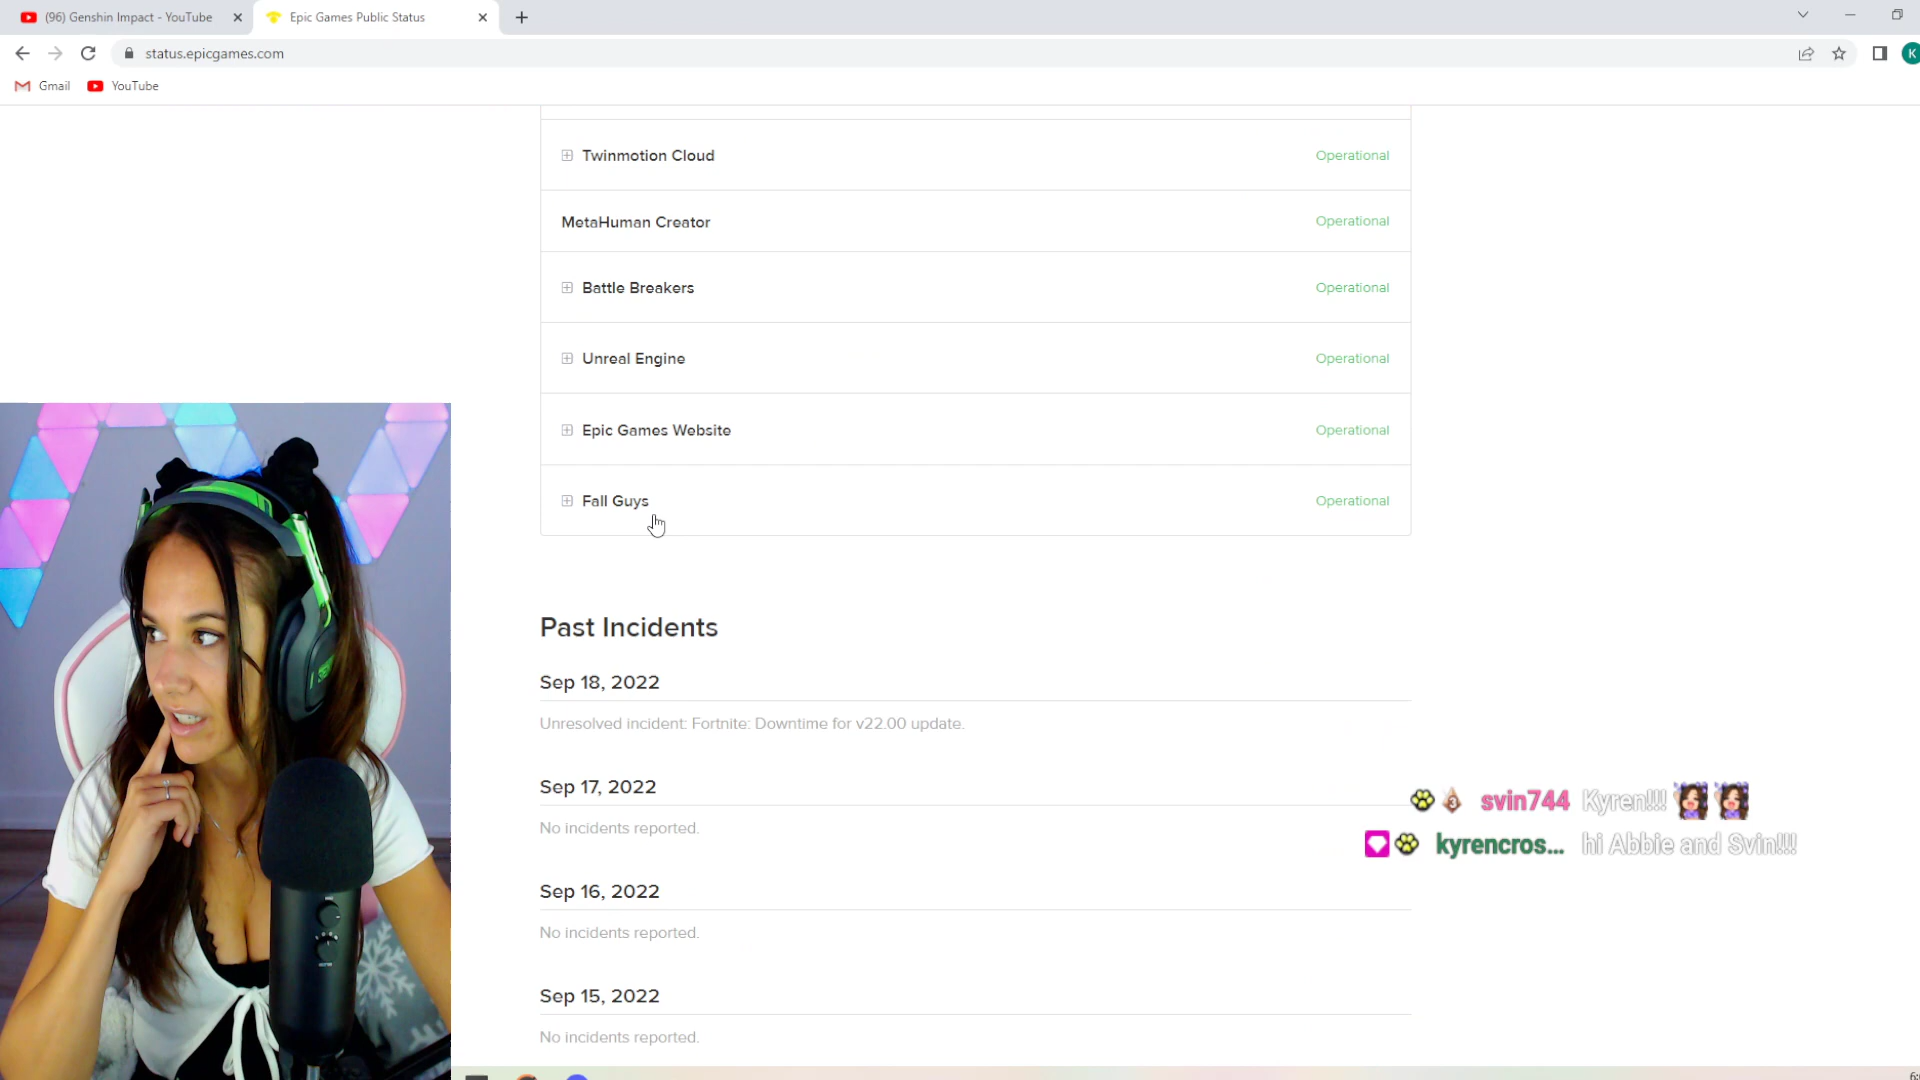 (96) Genshin Impact - YouTube
Epic Games Public Status
status.epicgames.com
K
Gmail
YouTube
Twinmotion Cloud Operational
MetaHuman Creator Operational
Battle Breakers Operational
Unreal Engine Operational
Epic Games Website Operational
Fall Guys Operational
Past Incidents
Sep 18, 2022
Unresolved incident: Fortnite: Downtime for v22.00 update.
Sep 17, 2022
No incidents reported.
3 svin744 Kyren!!!
kyrencros... hi Abbie and Svin!!!
Sep 16, 2022
No incidents reported.
Sep 15, 2022
No incidents reported.